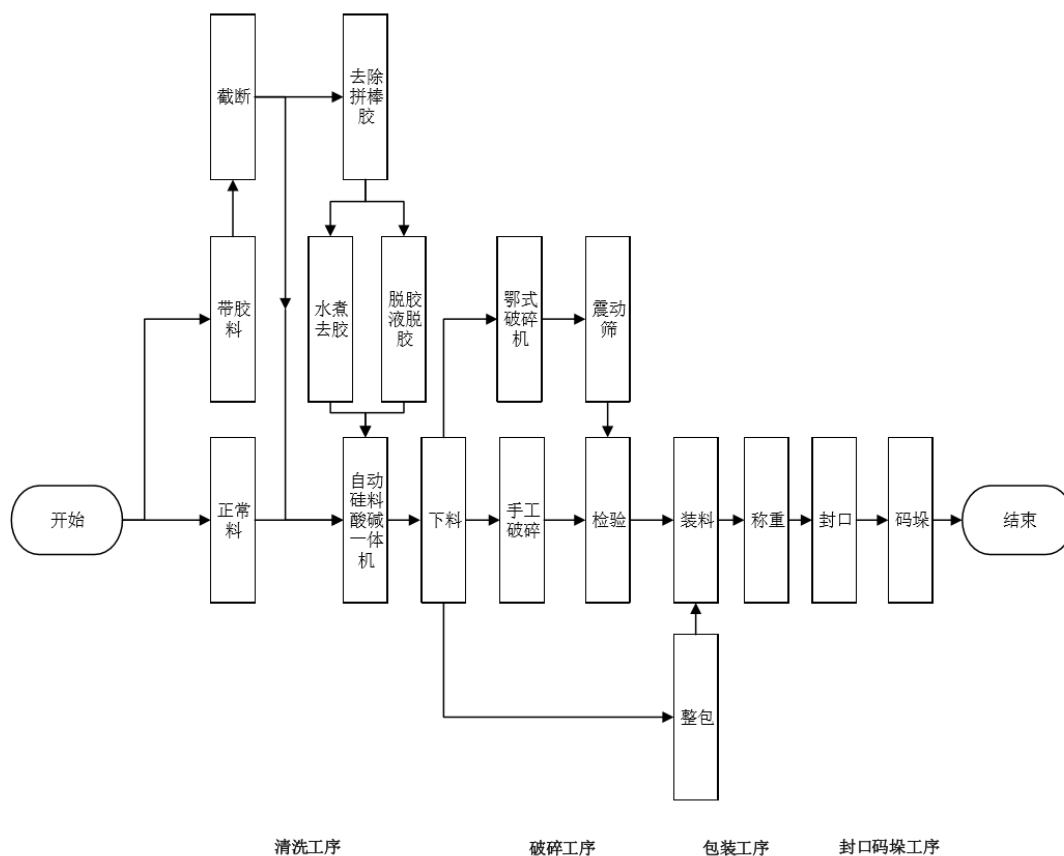 截断
去除
拼棒
胶
带胶
料
水煮
去胶
脱胶
液脱
胶
鄂式
破碎
机
震动
筛
开始
正常
料
自动
硅料
酸碱
一体
机
下料
手工
破碎
检验
装料
称重
封口
码垛
结束
整包
清洗工序
破碎工序
包装工序
封口码垛工序